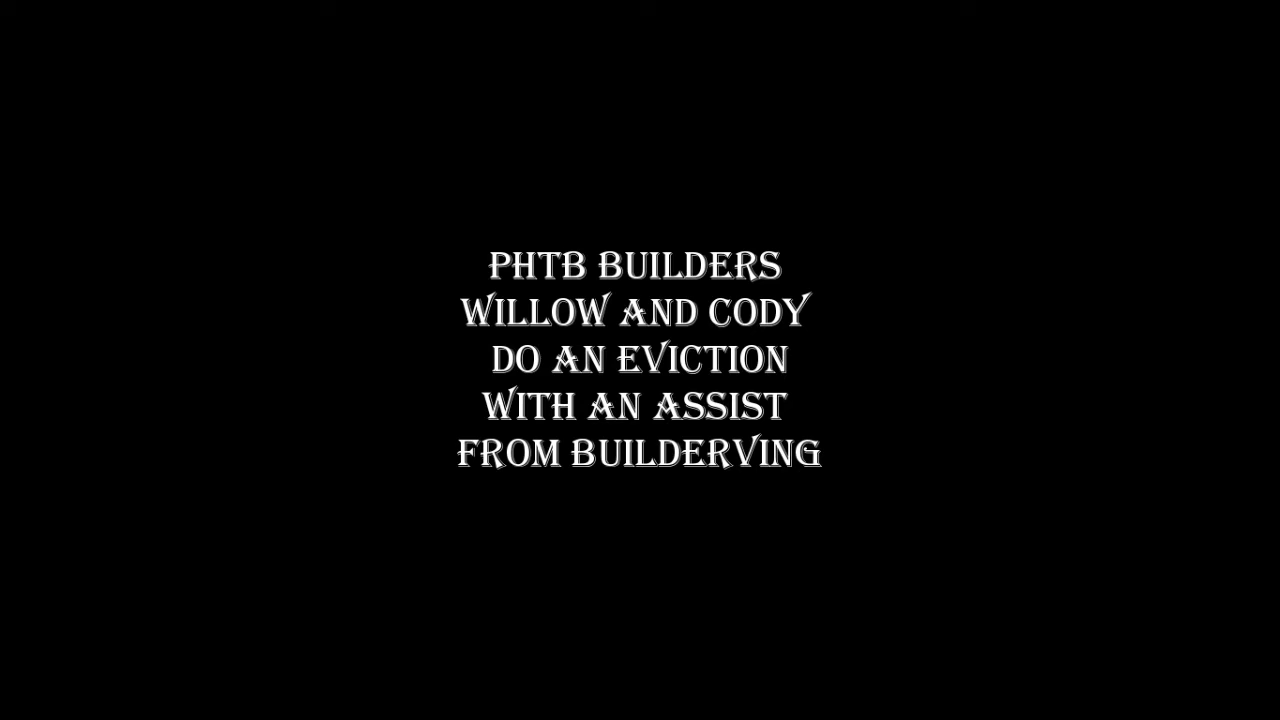 PHTB BUILDERS
WILLOW AND CODY
DO AN EVICTION
WITH AN ASSIST
FROM BUILDERVING